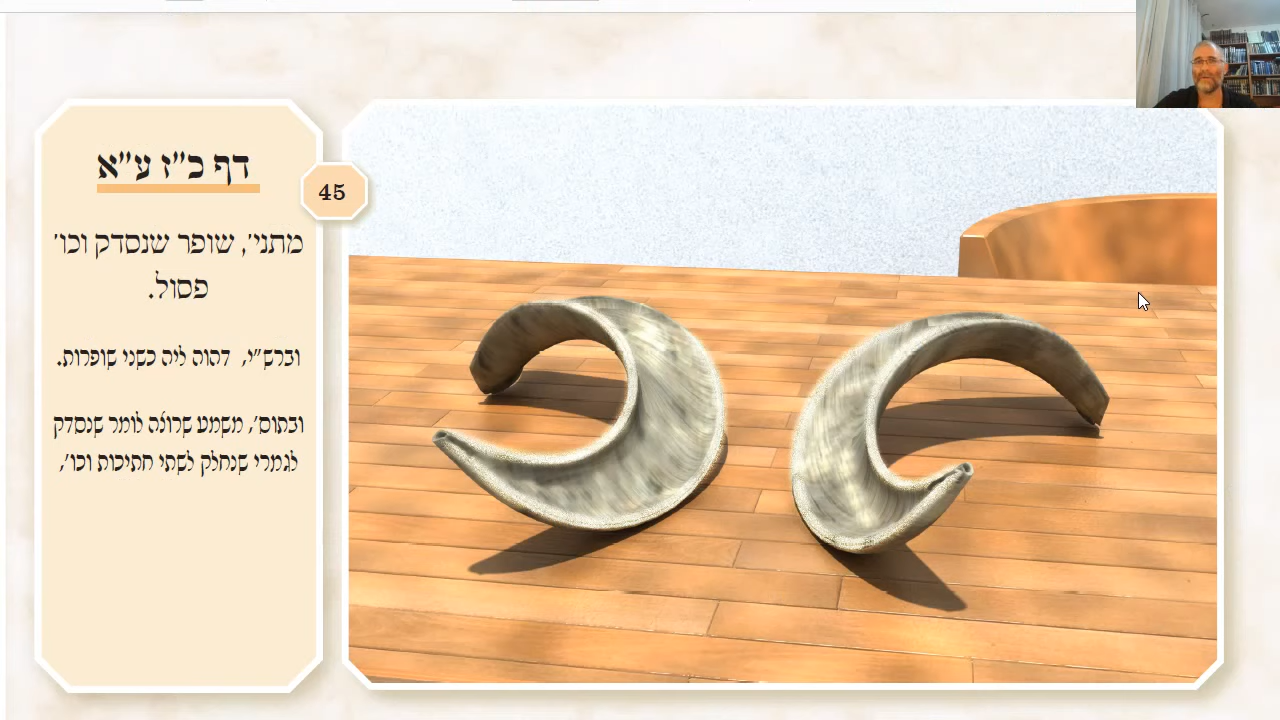 דף כ"ז ע"א
45
מתני', שופר שנסדק וכו'
פסול.
וברש"י, דהוה ליה כשני שופרות.
ובתוס', משמע שרוצה לומר שנסדק
לגמרי שנחלק לשתי חתיכות וכו',